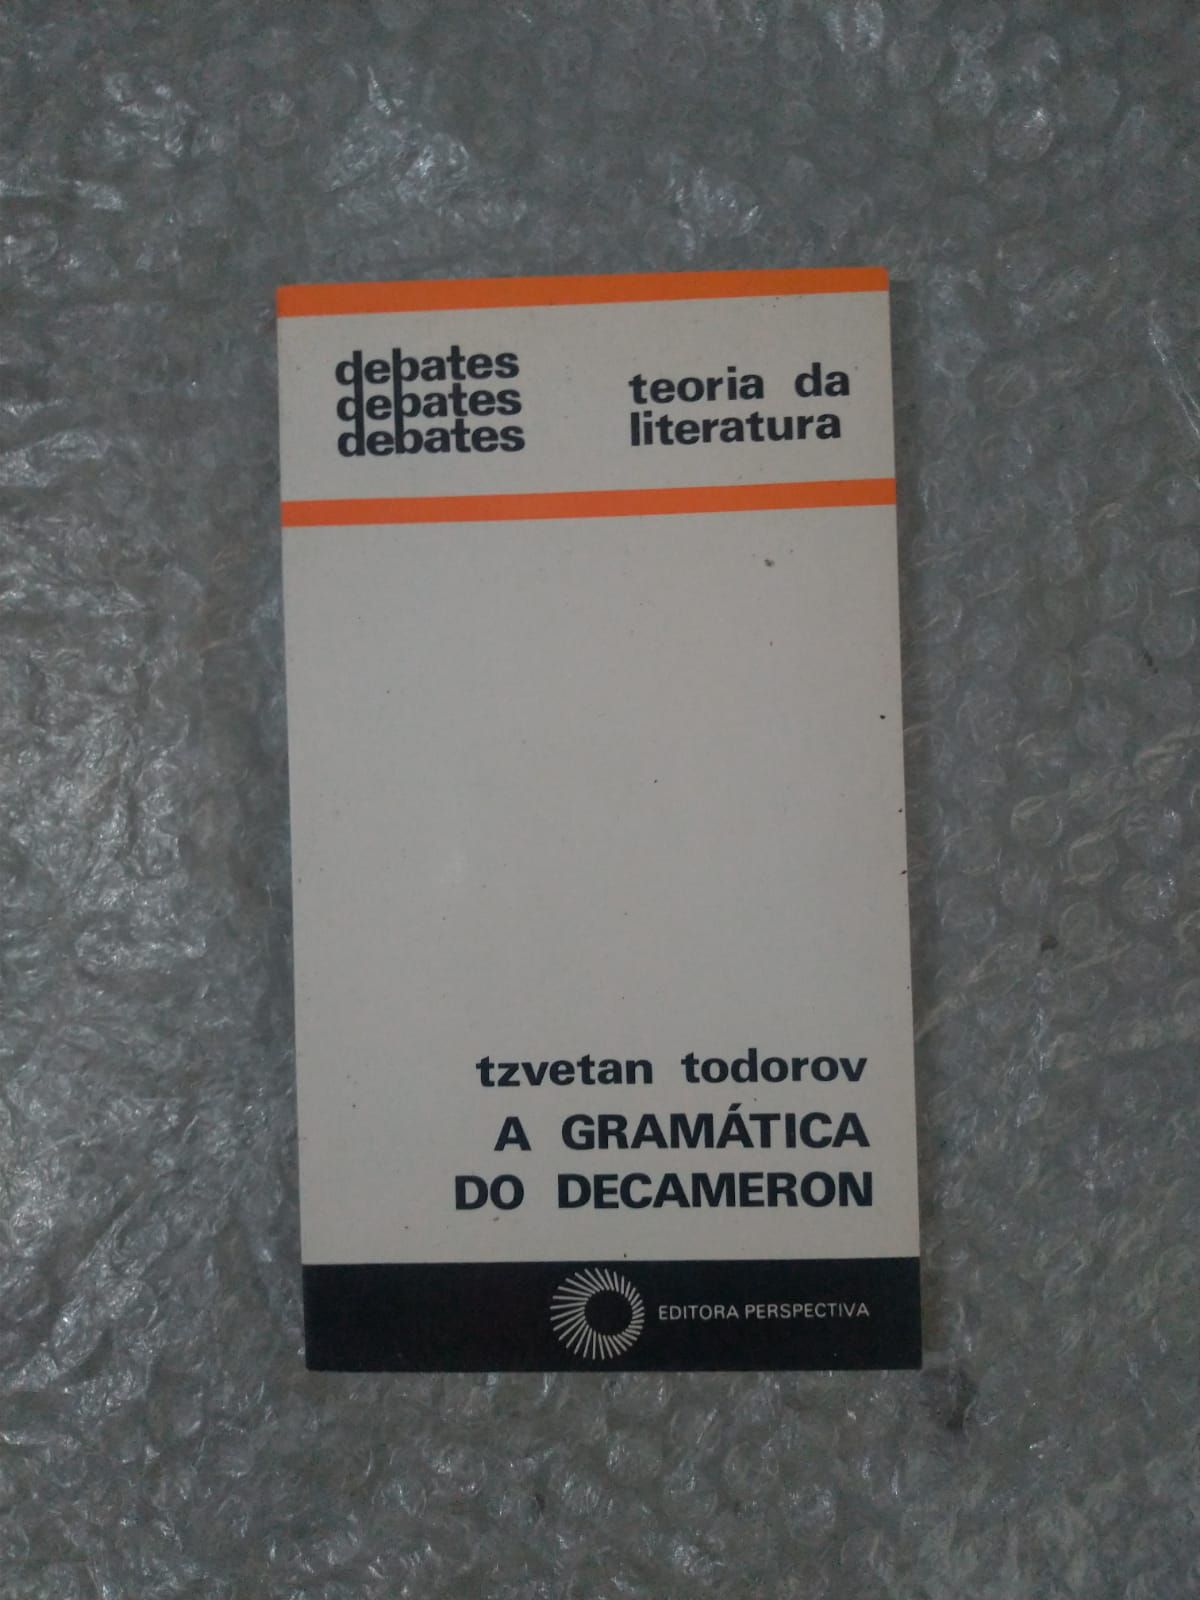 debates
debates
debates
teoria da
literatura
tzvetan todorov
A GRAMÁTICA
DO DECAMERON
EDITORA PERSPECTIVA